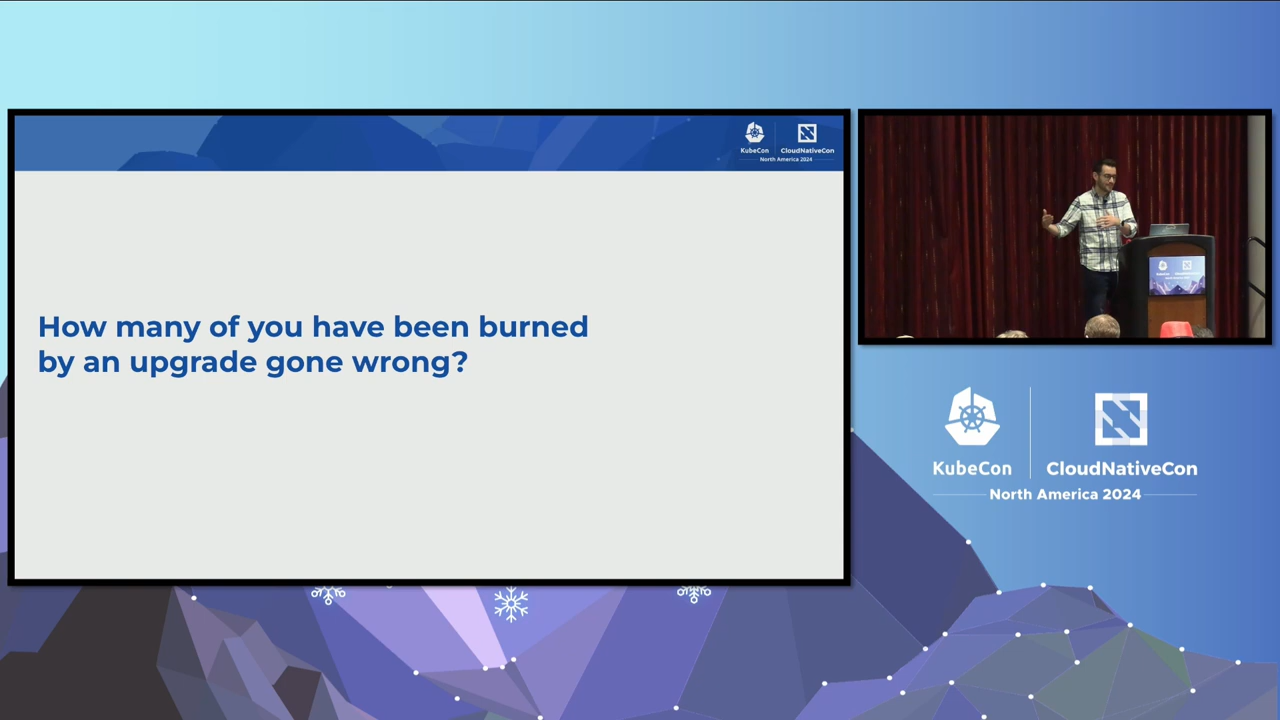 KubeCon
CloudNativeCon
North America 2024
How many of you have been burned
by an upgrade gone wrong?
KubeCon
CloudNativeCon
North America 2024